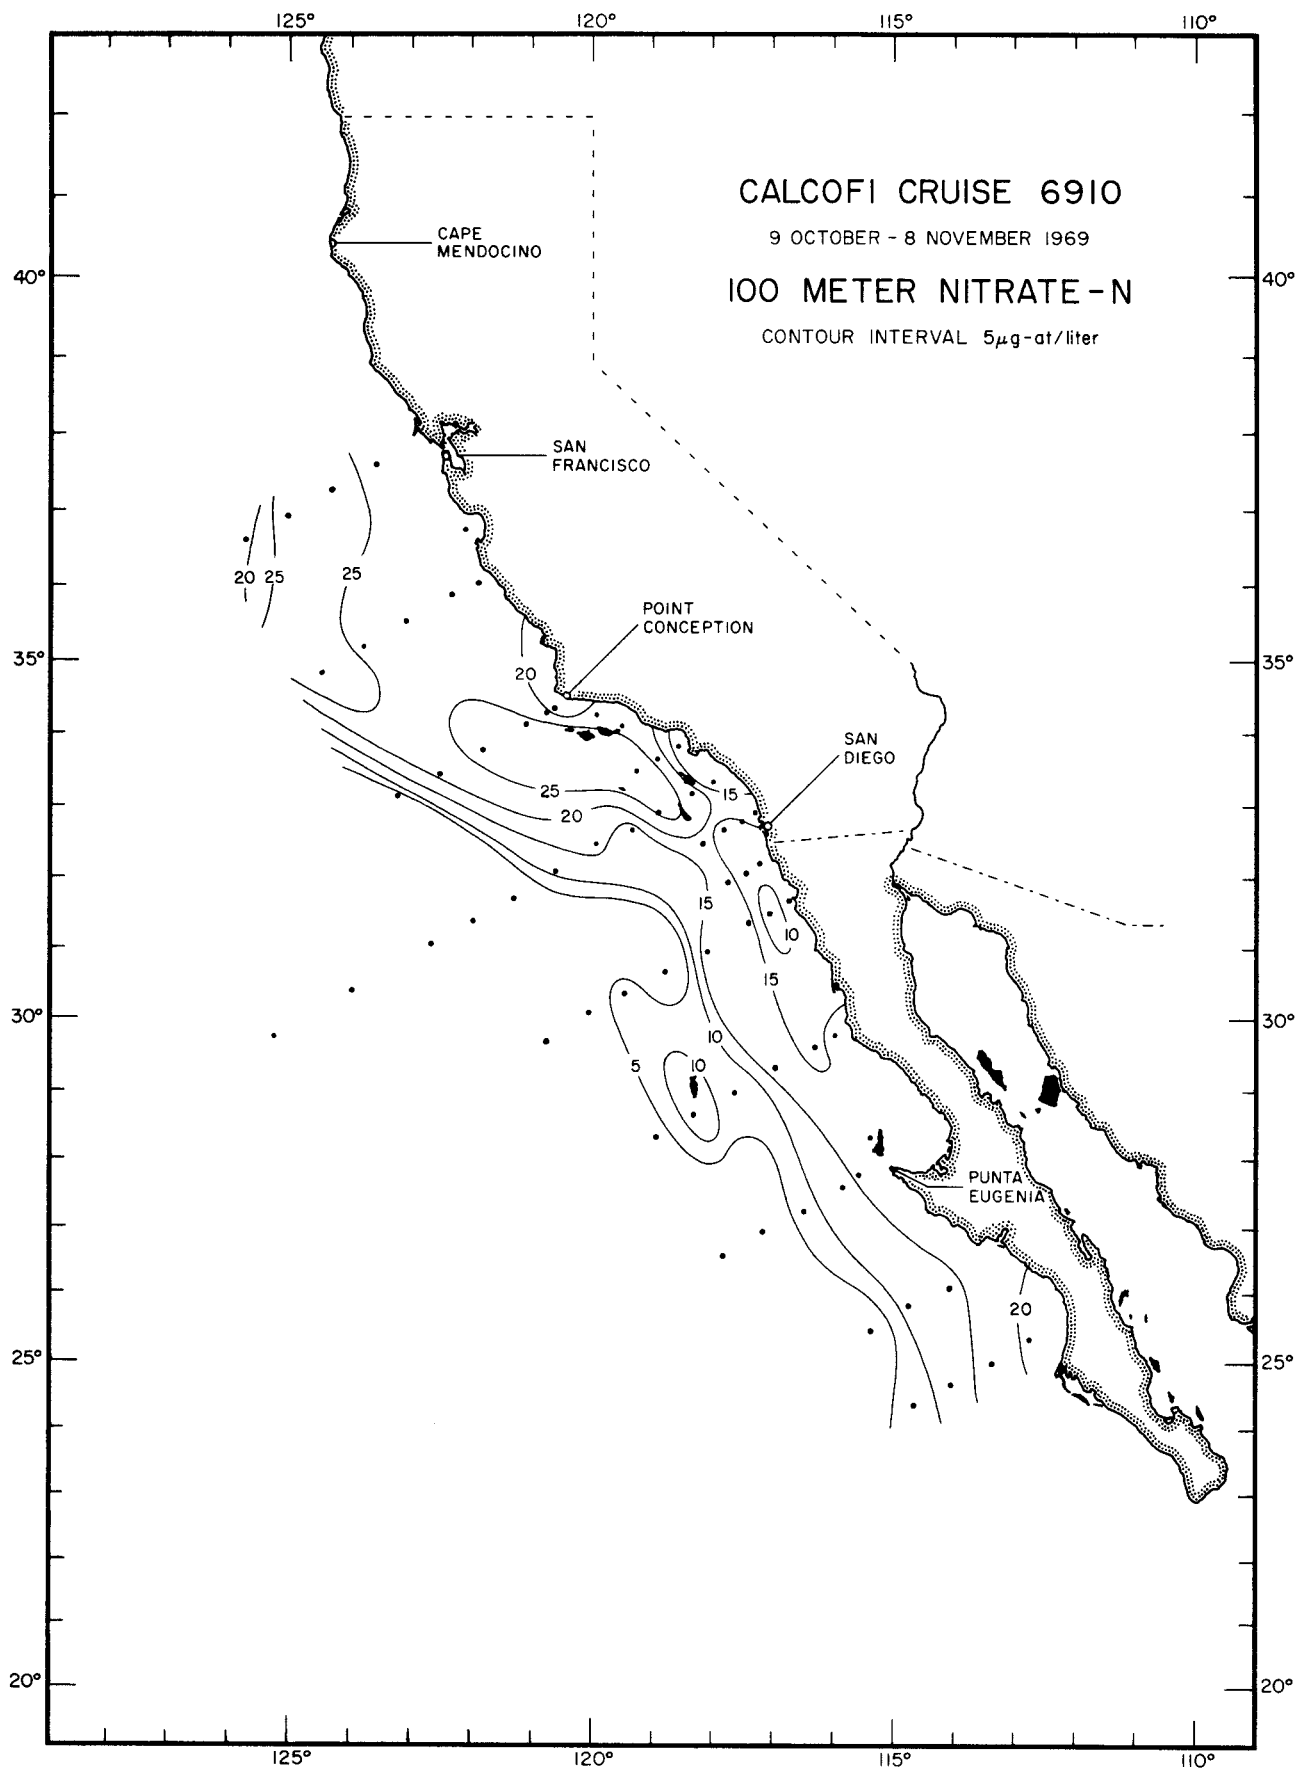 125° 120° 115° 110°
CALCOFI CRUISE 6910
9 OCTOBER - 8 NOVEMBER 1969
100 METER NITRATE-N
CONTOUR INTERVAL 5µg-at/liter
CAPE
MENDOCINO
40° 40°
SAN
FRANCISCO
20 25 25
POINT
CONCEPTION
35° 35°
20
SAN
DIEGO
25
15
20
15
10
15
30° 30°
10
5 10
PUNTA
EUGENIA
20
25° 25°
20° 20°
125° 120° 115° 110°